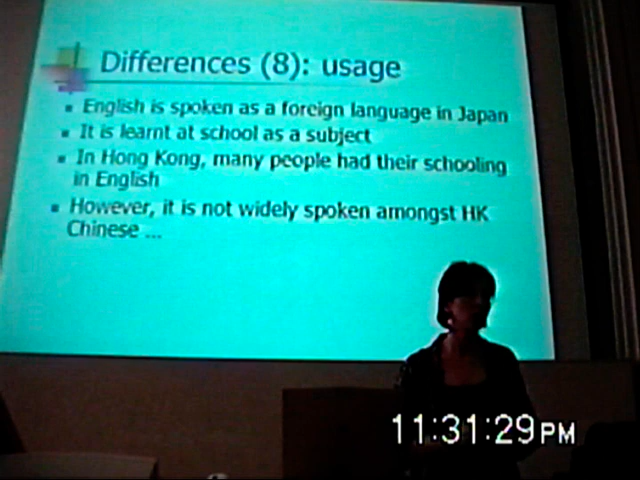 Differences (8): usage
English is spoken as a foreign language in Japan
It is learnt at school as a subject
In Hong Kong, many people had their schooling
in English
However, it is not widely spoken amongst HK
Chinese ...
11:31:29 PM